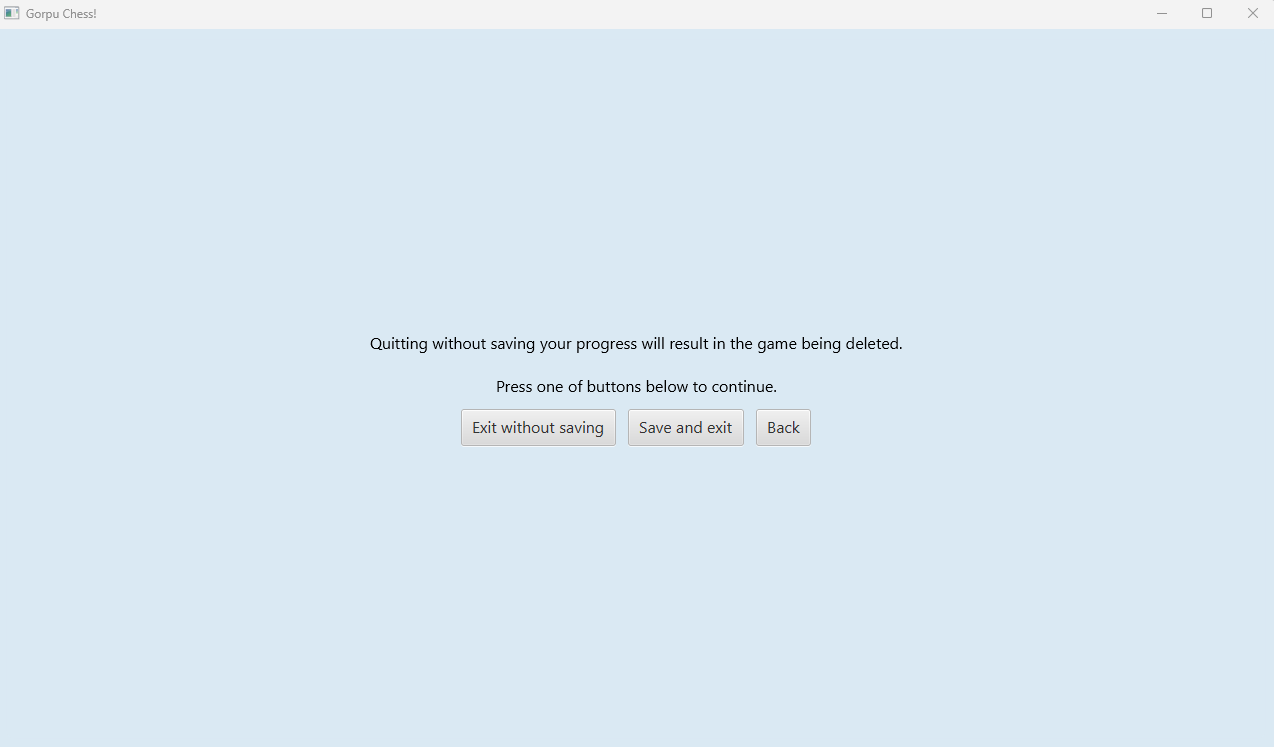 Gorpu Chess!
Quitting without saving your progress will result in the game being deleted.
Press one of buttons below to continue.
Exit without saving Save and exit Back